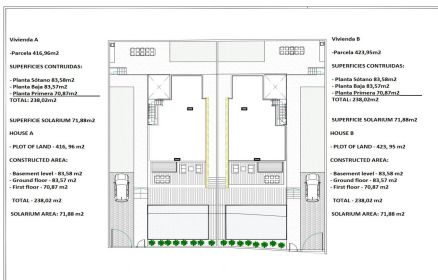 Vivienda A
-Parcela 416,96m2
SUPERFICIES CONTRUIDAS:
- Planta Sótano 83,58m2
- Planta Baja 83,57m2
- Planta Primera 70,87m2
TOTAL: 238,02m2
SUPERFICIE SOLARIUM 71,88m2
HOUSE A
- PLOT OF LAND - 416, 96 m2
CONSTRUCTED AREA:
- Basement level - 83,58 m2
- Ground floor - 83,57 m2
- First floor - 70,87 m2
TOTAL - 238,02 m2
SOLARIUM AREA: 71,88 m2
Vivienda B
-Parcela 423,95m2
SUPERFICIES CONTRUIDAS:
- Planta Sótano 83,58m2
- Planta Baja 83,57m2
- Planta Primera 70,87m2
TOTAL: 238,02m2
SUPERFICIE SOLARIUM 71,88m2
HOUSE B
- PLOT OF LAND - 423, 95 m2
CONSTRUCTED AREA:
- Basement level - 83,58 m2
- Ground floor - 83,57 m2
- First floor - 70,87 m2
TOTAL - 238,02 m2
SOLARIUM AREA: 71,88 m2